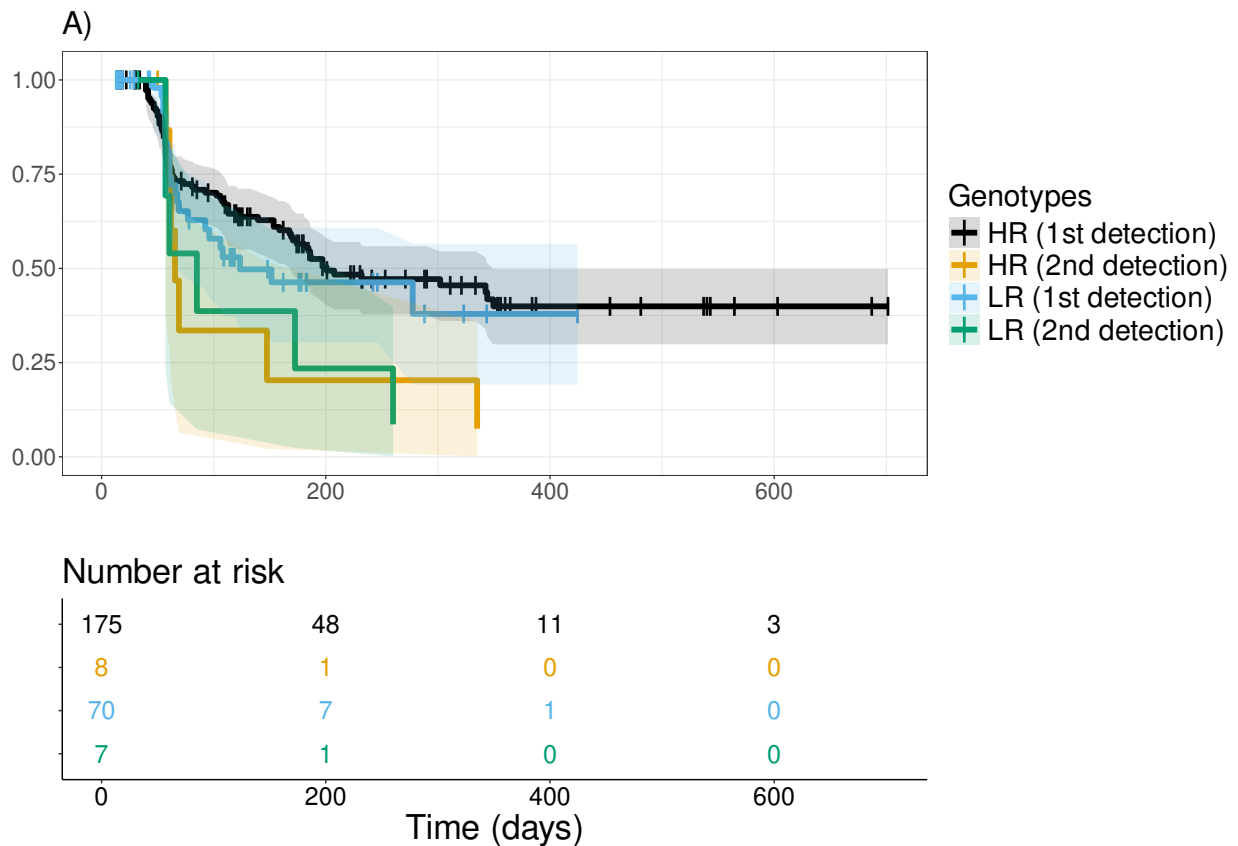 A)
1.00
0.75
0.50
0.25
0.00
0 200 400 600
Genotypes
HR (1st detection)
HR (2nd detection)
LR (1st detection)
LR (2nd detection)
Number at risk
175 48 11 3
8 1 0 0
70 7 1 0
7 1 0 0
0 200 400 600
Time (days)